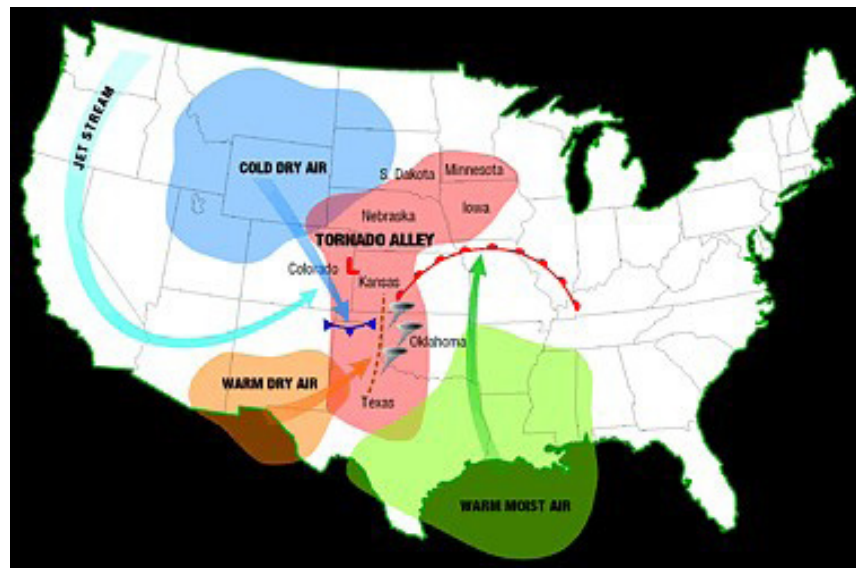 JET STREAM
COLD DRY AIR
S. Dakota
Minnesota
Nebraska
Iowa
TORNADO ALLEY
Colorado
L
Kansas
Oklahoma
WARM DRY AIR
Texas
WARM MOIST AIR